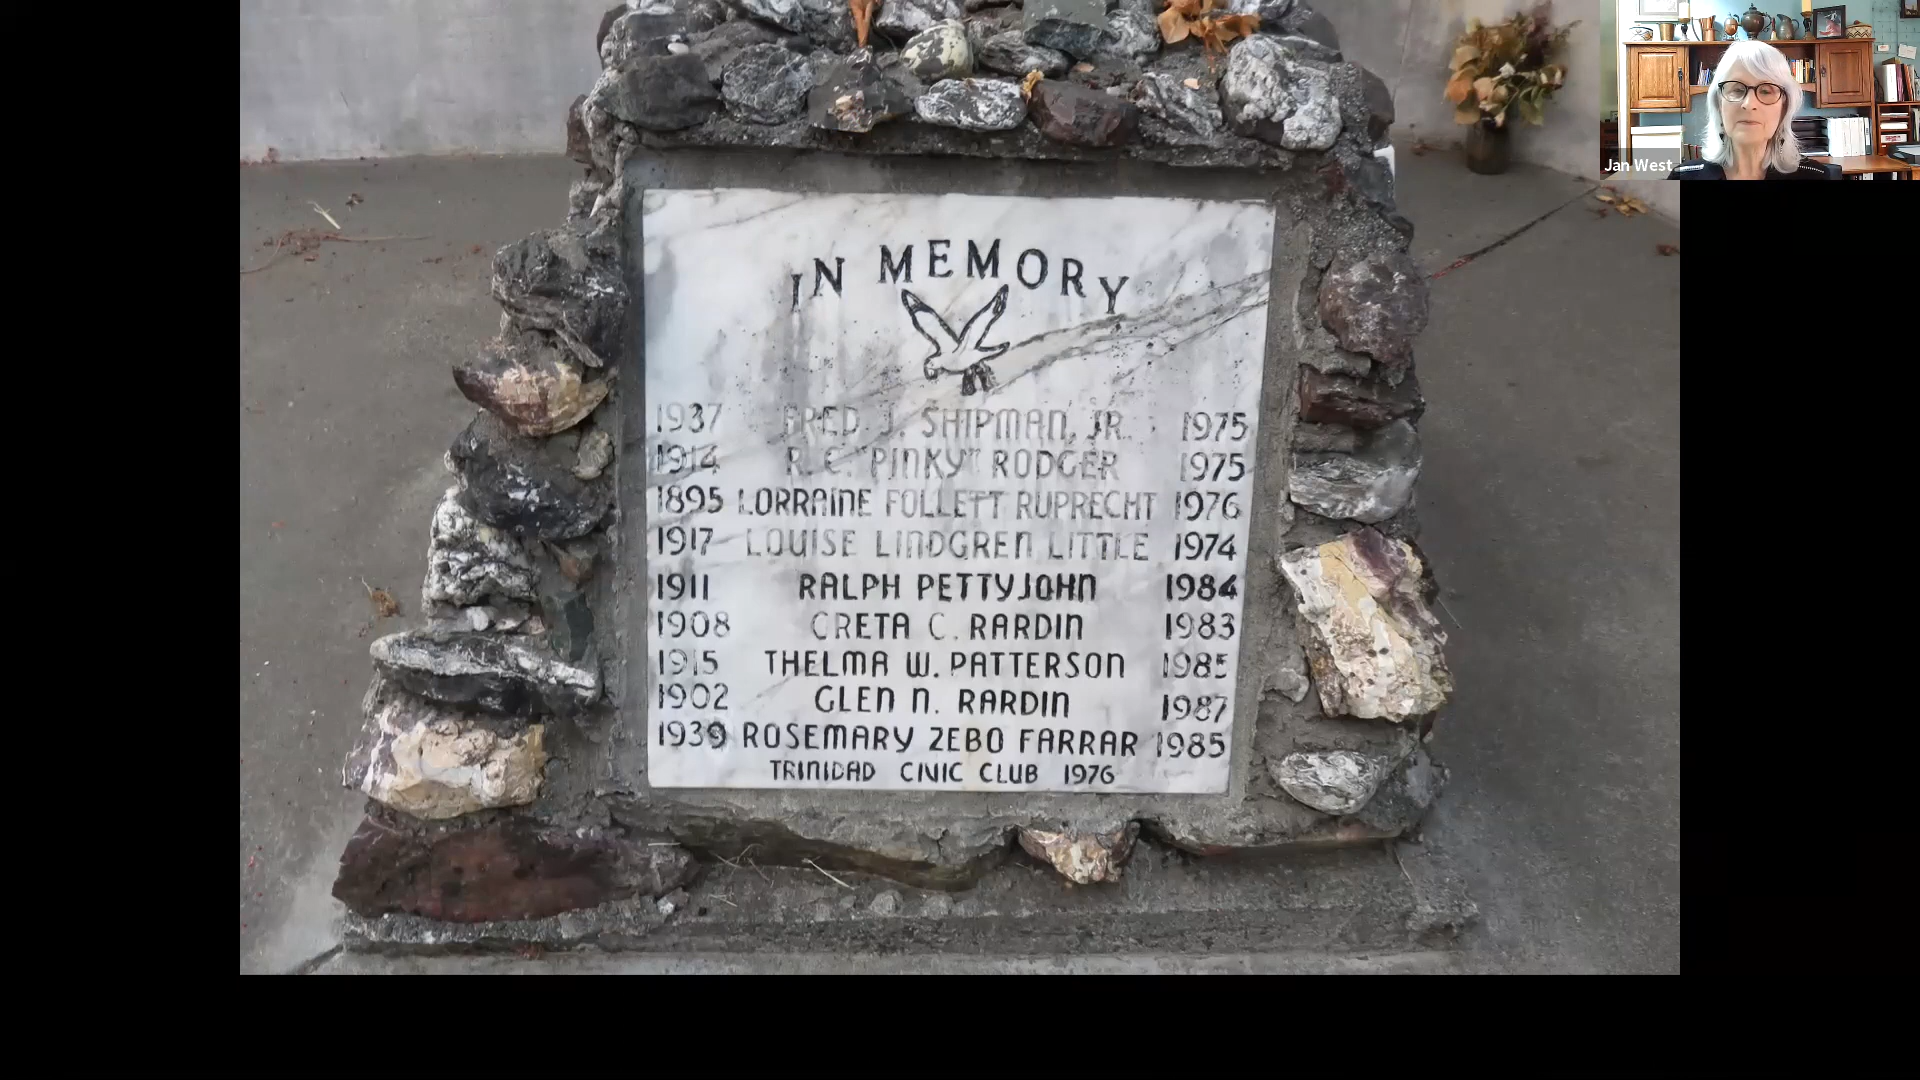 IN MEMORY
1937 FRED J. SHIPMAN, JR. 1975
1914 R. C. "PINKY" RODGER 1975
1895 LORRAINE FOLLETT RUPRECHT 1976
1917 LOUISE LINDGREN LITTLE 1974
1911 RALPH PETTYJOHN 1984
1908 CRETA C. RARDIN 1983
1915 THELMA W. PATTERSON 1985
1902 GLEN N. RARDIN 1987
1939 ROSEMARY ZEBO FARRAR 1985
TRINIDAD CIVIC CLUB 1976
Jan West